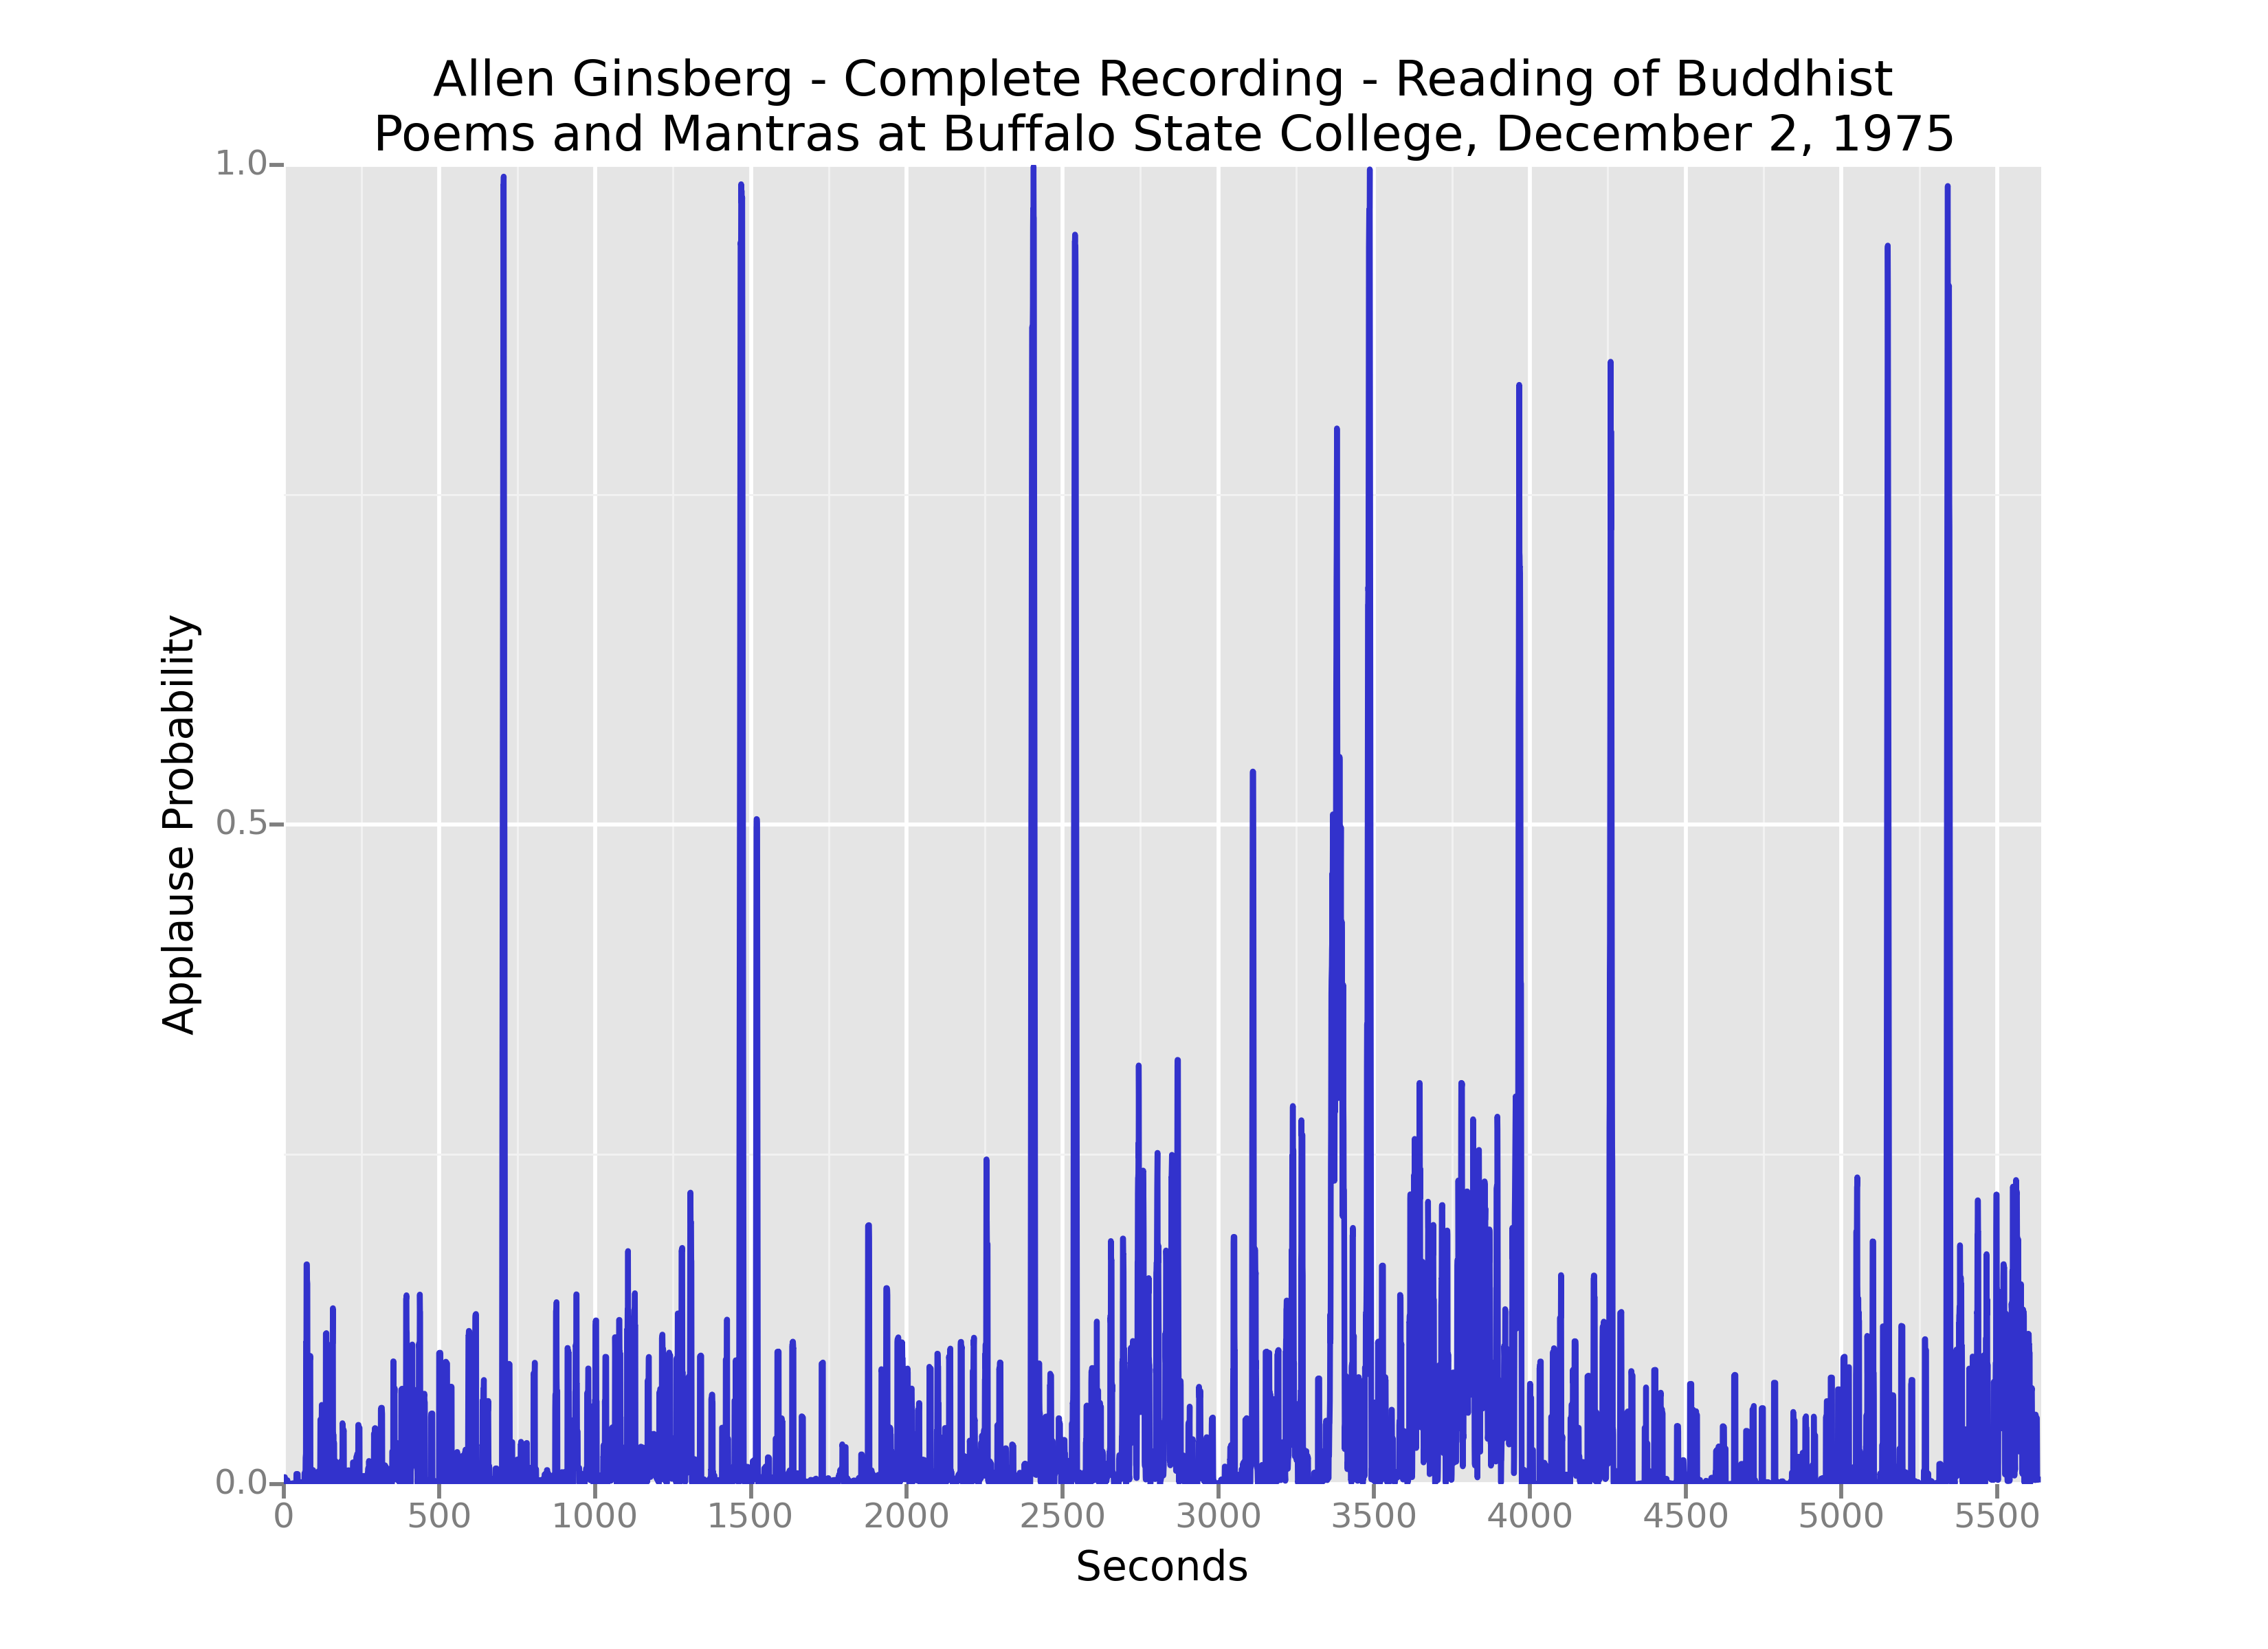 Allen Ginsberg - Complete Recording - Reading of Buddhist
Poems and Mantras at Buffalo State College, December 2, 1975
1.0
0.5
0.0
Applause Probability
0 500 1000 1500 2000 2500 3000 3500 4000 4500 5000 5500
Seconds